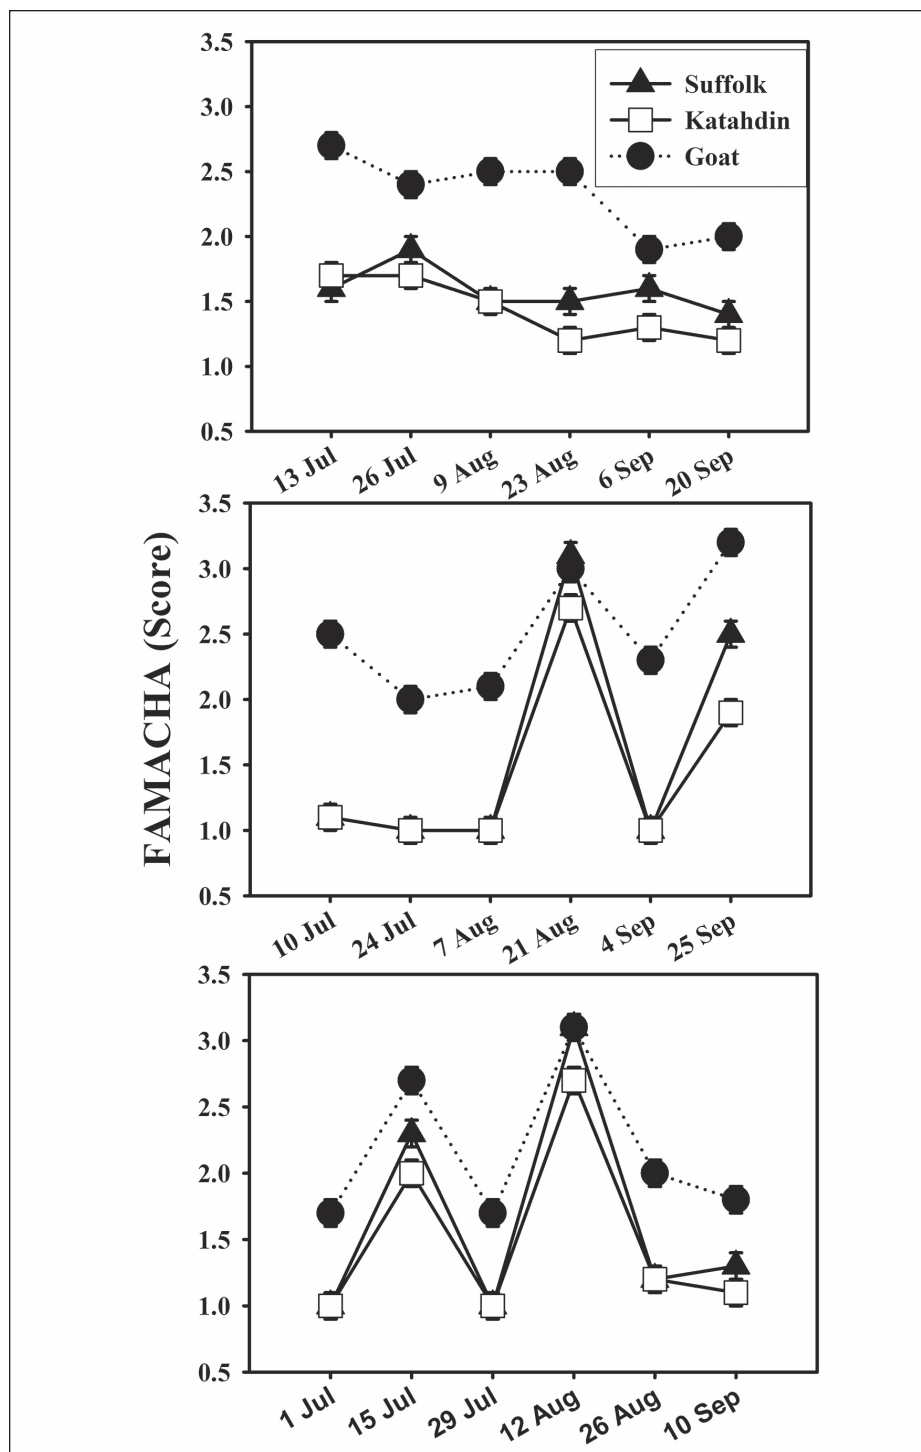 3.5
3.0
2.5
2.0
1.5
1.0
0.5
Suffolk
Katahdin
Goat
13 Jul
26 Jul
9 Aug
23 Aug
6 Sep
20 Sep
FAMACHA (Score)
3.5
3.0
2.5
2.0
1.5
1.0
0.5
10 Jul
24 Jul
7 Aug
21 Aug
4 Sep
25 Sep
3.5
3.0
2.5
2.0
1.5
1.0
0.5
1 Jul
15 Jul
29 Jul
12 Aug
26 Aug
10 Sep